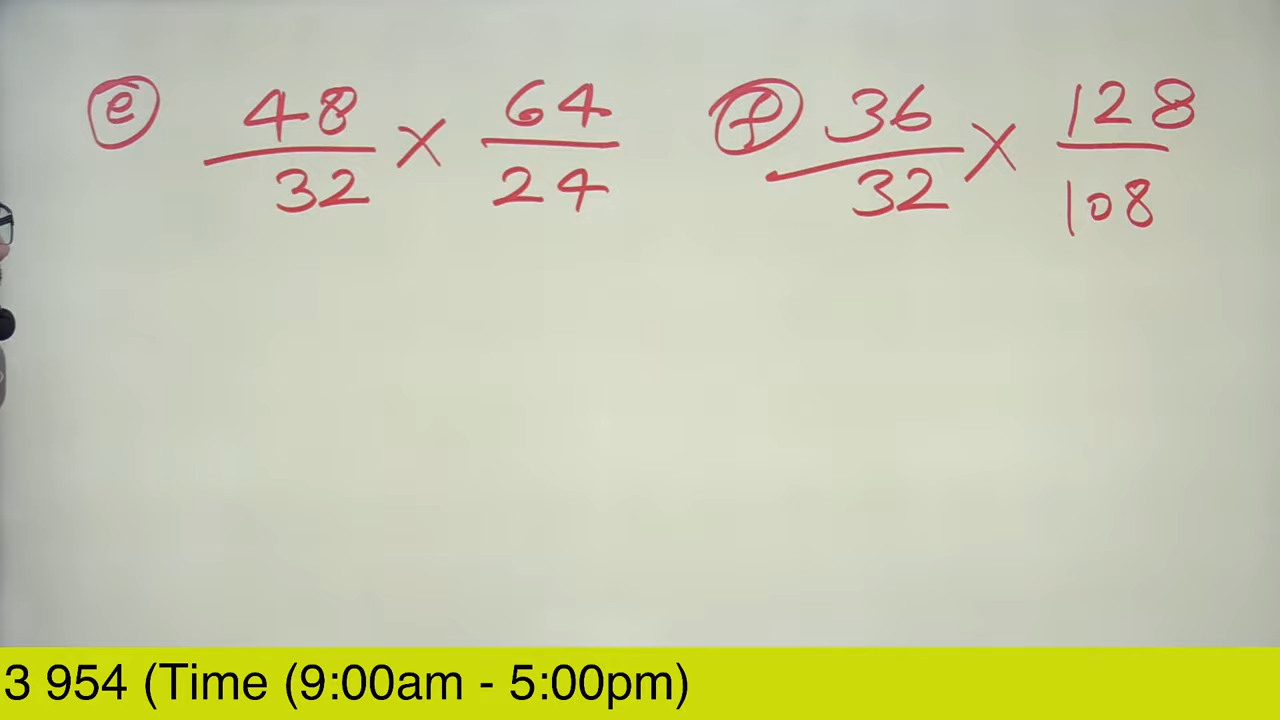 e 48/32 × 64/24
f 36/32 × 128/108
3 954 (Time (9:00am - 5:00pm)